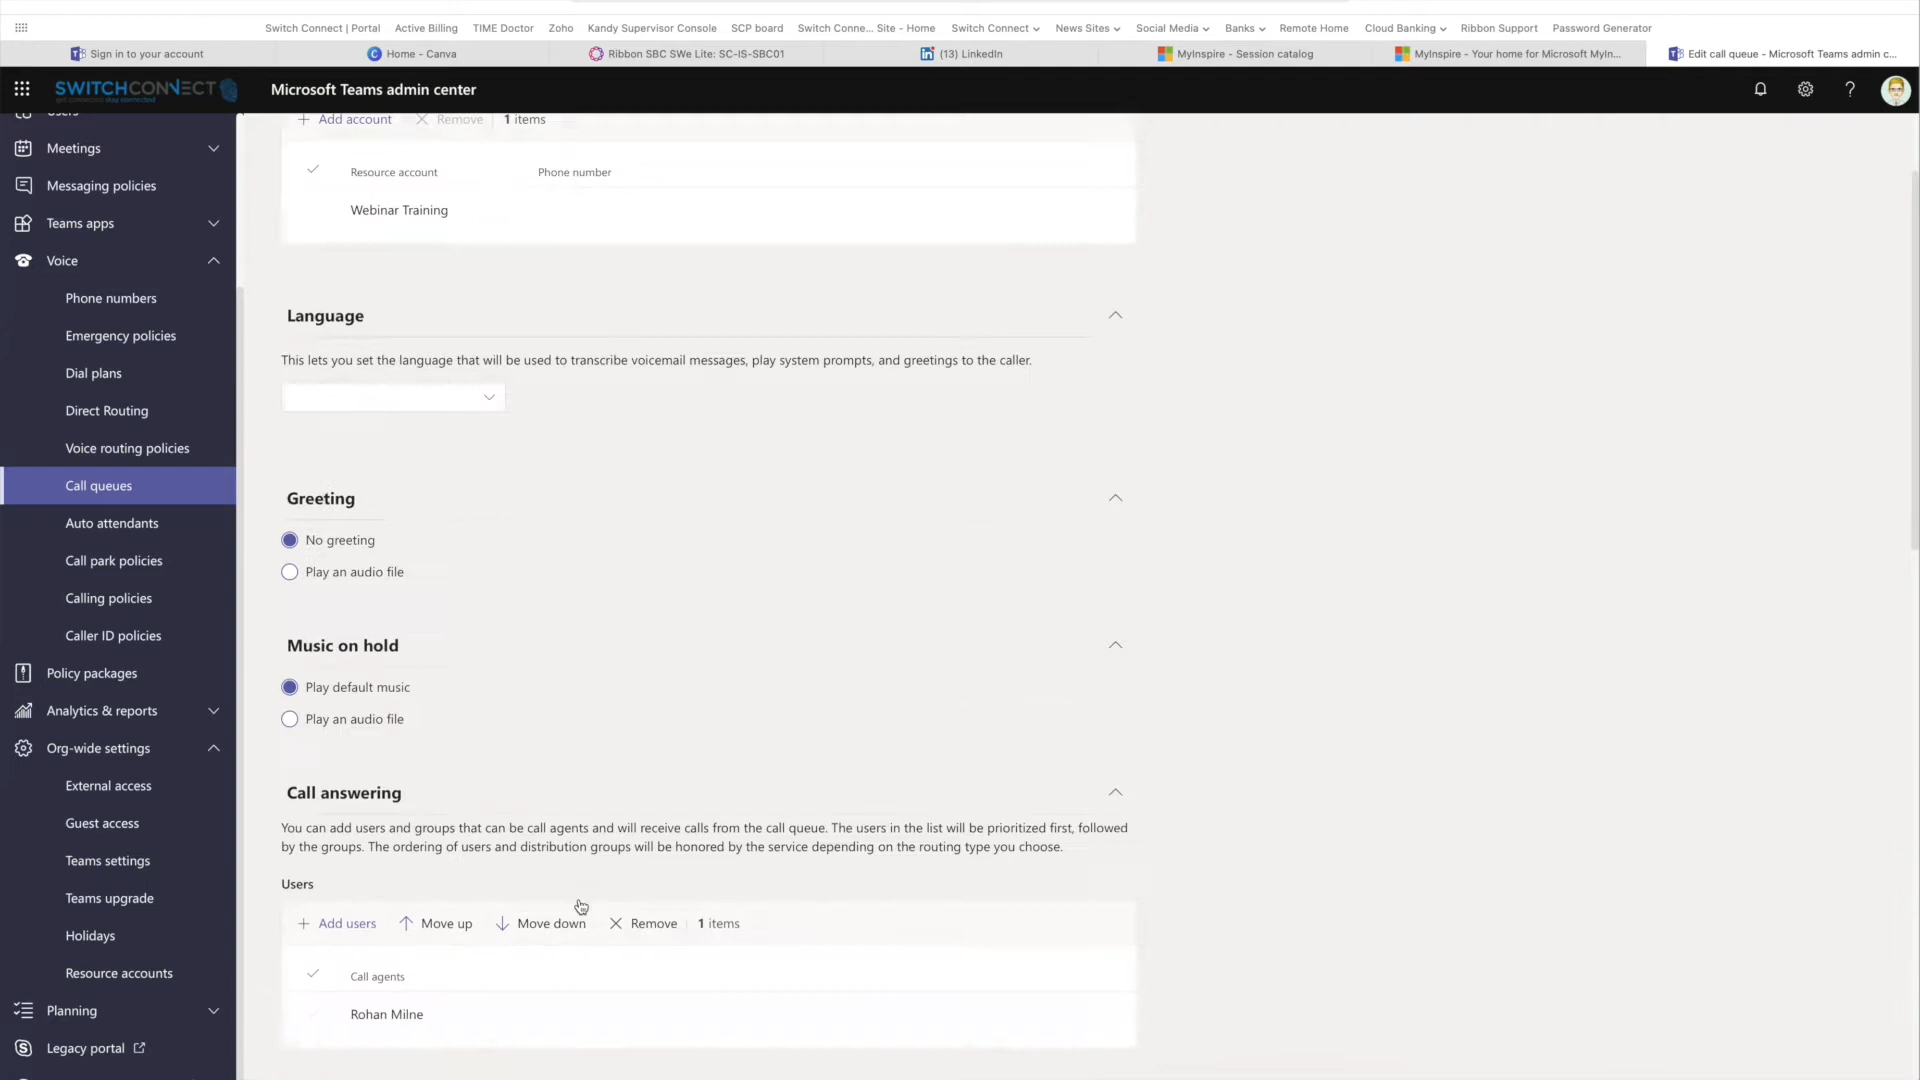 Switch Connect | Portal
Active Billing
TIME Doctor
Zoho
Kandy Supervisor Console
SCP board
Switch Conne... Site - Home
Switch Connect
News Sites
Social Media
Banks
Remote Home
Cloud Banking
Ribbon Support
Password Generator
Sign in to your account
Home - Canva
Ribbon SBC SWe Lite: SC-IS-SBC01
(13) LinkedIn
MyInspire - Session catalog
MyInspire - Your home for Microsoft MyIn...
Edit call queue - Microsoft Teams admin c...
SWITCHCONNECT
Microsoft Teams admin center
Users
Meetings
Messaging policies
Teams apps
Voice
Phone numbers
Emergency policies
Dial plans
Direct Routing
Voice routing policies
Call queues
Auto attendants
Call park policies
Calling policies
Caller ID policies
Policy packages
Analytics & reports
Org-wide settings
External access
Guest access
Teams settings
Teams upgrade
Holidays
Resource accounts
Planning
Legacy portal
Add account Remove 1 items
Resource account Phone number
Webinar Training
Language
This lets you set the language that will be used to transcribe voicemail messages, play system prompts, and greetings to the caller.
Greeting
No greeting
Play an audio file
Music on hold
Play default music
Play an audio file
Call answering
You can add users and groups that can be call agents and will receive calls from the call queue. The users in the list will be prioritized first, followed
by the groups. The ordering of users and distribution groups will be honored by the service depending on the routing type you choose.
Users
Add users Move up Move down Remove 1 items
Call agents
Rohan Milne